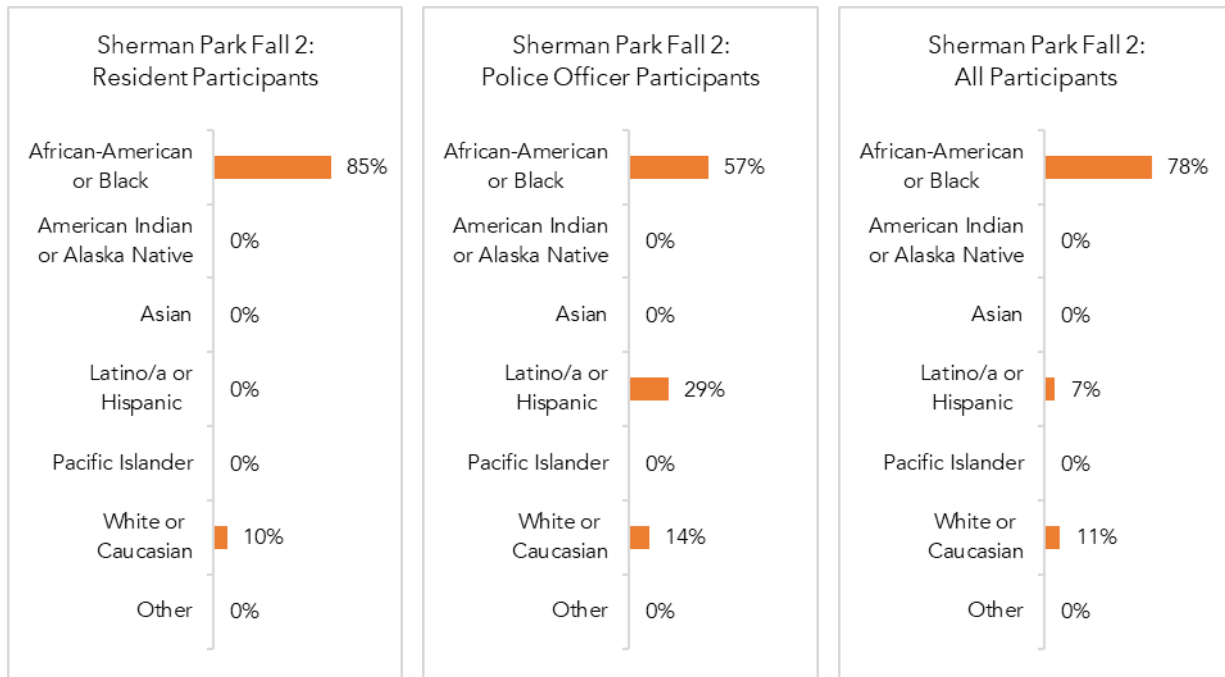 Sherman Park Fall 2:
Resident Participants
African-American
or Black
85%
American Indian
or Alaska Native
0%
Asian
0%
Latino/a or
Hispanic
0%
Pacific Islander
0%
White or
Caucasian
10%
Other
0%
Sherman Park Fall 2:
Police Officer Participants
African-American
or Black
57%
American Indian
or Alaska Native
0%
Asian
0%
Latino/a or
Hispanic
29%
Pacific Islander
0%
White or
Caucasian
14%
Other
0%
Sherman Park Fall 2:
All Participants
African-American
or Black
78%
American Indian
or Alaska Native
0%
Asian
0%
Latino/a or
Hispanic
7%
Pacific Islander
0%
White or
Caucasian
11%
Other
0%